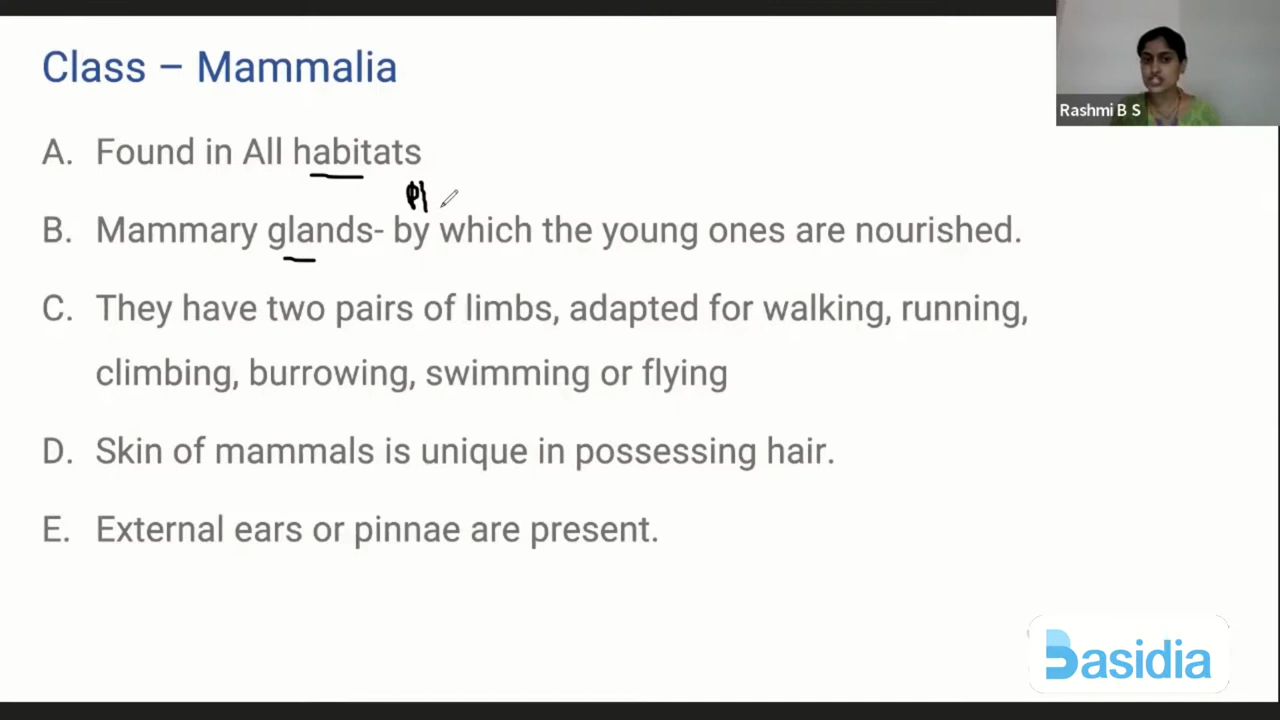 Class – Mammalia
Rashmi B S
A. Found in All habitats
B. Mammary glands- by which the young ones are nourished.
C. They have two pairs of limbs, adapted for walking, running,
climbing, burrowing, swimming or flying
D. Skin of mammals is unique in possessing hair.
E. External ears or pinnae are present.
Basidia